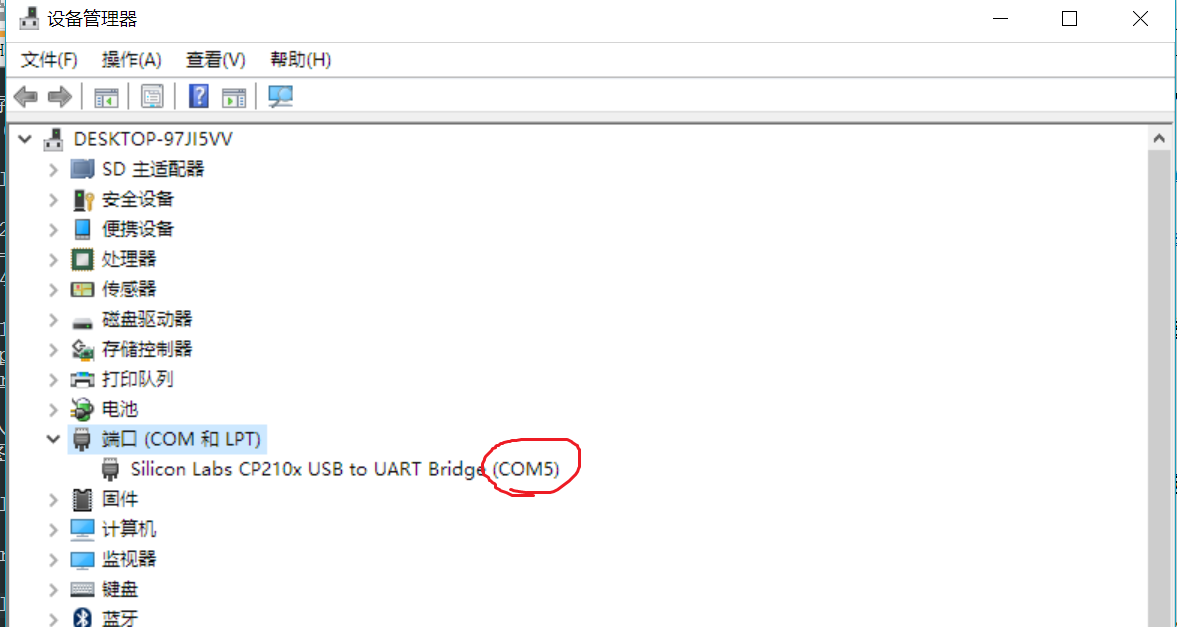 设备管理器
文件(F) 操作(A) 查看(V) 帮助(H)
DESKTOP-97JI5VV
SD 主适配器
安全设备
便携设备
处理器
传感器
磁盘驱动器
存储控制器
打印队列
电池
端口 (COM 和 LPT)
Silicon Labs CP210x USB to UART Bridge (COM5)
固件
计算机
监视器
键盘
蓝牙